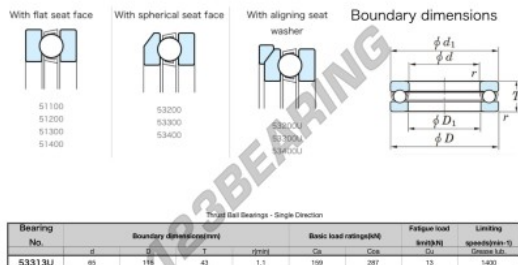 With flat seat face
With spherical seat face
With aligning seat
washer
Boundary dimensions
51100
51200
51300
51400
53200
53300
53400
53200U
53300U
53400U
φ d1
φ d
r
T
r
φ D1
φ D
123BEARING
Thrust Ball Bearings - Single Direction
Bearing No. Boundary dimensions(mm) Basic load ratings(kN) Fatigue load limit(kN) Limiting speeds(min-1)
d D T r(min) Ca Coa Cu Grease lub.
53313U 65 115 43 1.1 159 287 13 1400